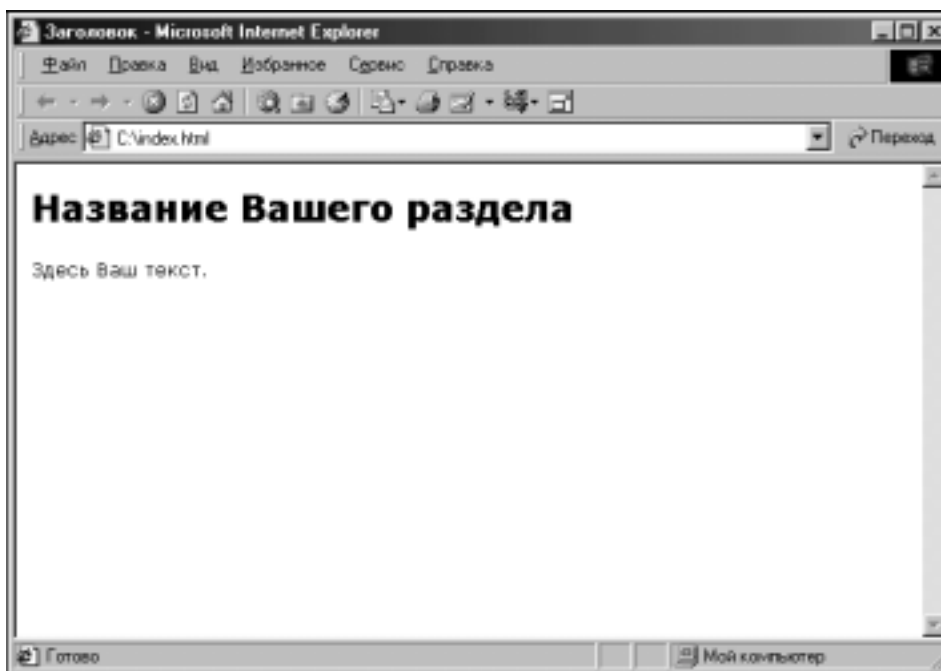 Заголовок - Microsoft Internet Explorer
Файл Правка Вид Избранное Сервис Справка
Адрес C:\index.html Переход
Название Вашего раздела
Здесь Ваш текст.
Готово Мой компьютер